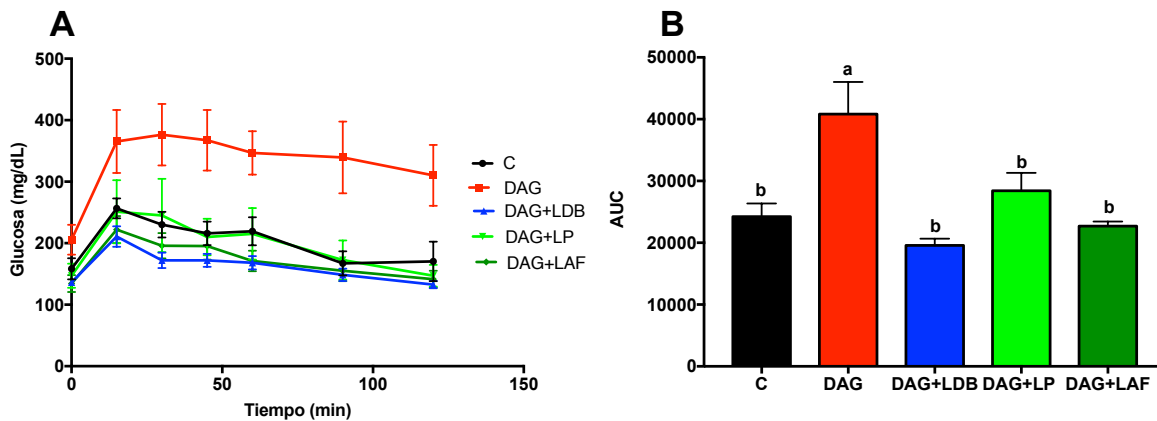 A
500
400
300
200
100
0
Glucosa (mg/dL)
0
50
100
150
Tiempo (min)
C
DAG
DAG+LDB
DAG+LP
DAG+LAF
B
50000
40000
30000
20000
10000
0
AUC
b
a
b
b
b
C
DAG
DAG+LDB
DAG+LP
DAG+LAF